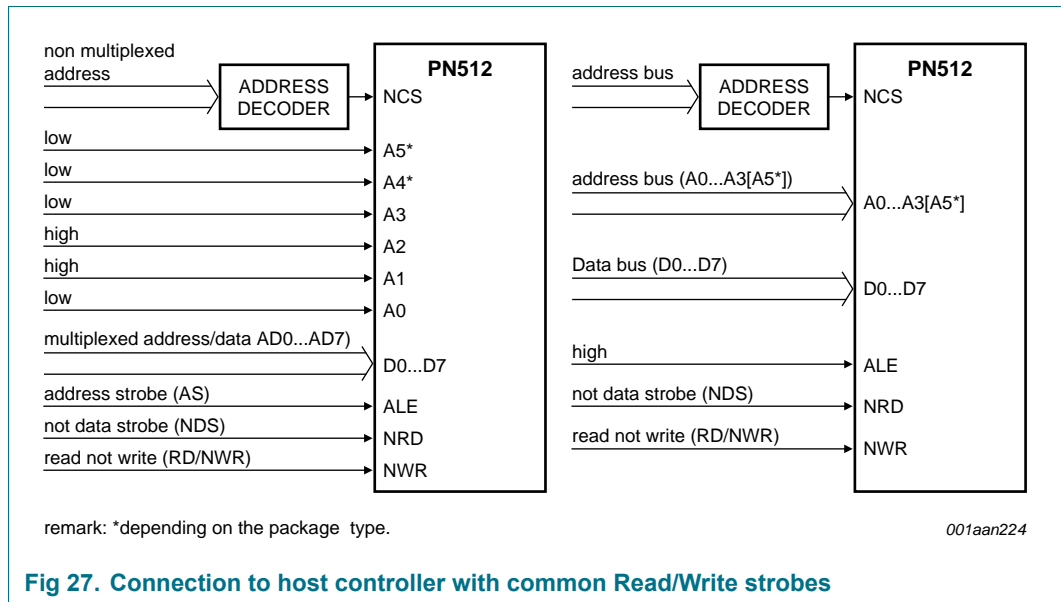 non multiplexed
address
ADDRESS
DECODER
PN512
NCS
low
A5*
low
A4*
low
A3
high
A2
high
A1
low
A0
multiplexed address/data AD0...AD7)
D0...D7
address strobe (AS)
ALE
not data strobe (NDS)
NRD
read not write (RD/NWR)
NWR
address bus
ADDRESS
DECODER
PN512
NCS
address bus (A0...A3[A5*])
A0...A3[A5*]
Data bus (D0...D7)
D0...D7
high
ALE
not data strobe (NDS)
NRD
read not write (RD/NWR)
NWR
remark: *depending on the package type.
001aan224
Fig 27. Connection to host controller with common Read/Write strobes